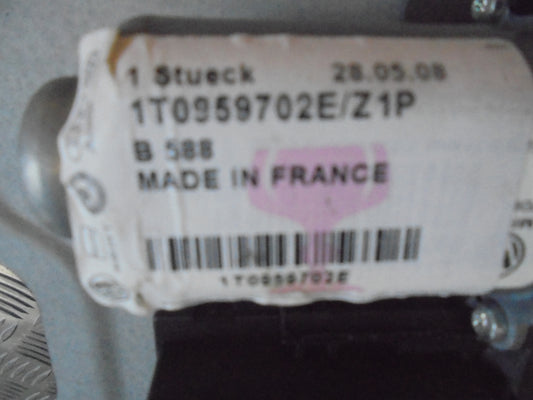 1 Stueck 28.05.08
1T0959702E/Z1P
B 588
MADE IN FRANCE
1T0959702E